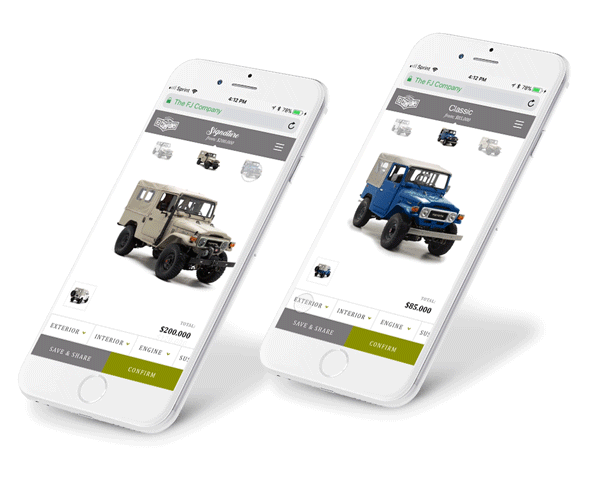 Sprint
4:12 PM
78%
The FJ Company
Signature
from: $200,000
TOTAL:
$200.000
EXTERIOR
INTERIOR
ENGINE
SU
SAVE & SHARE
CONFIRM
Sprint
4:12 PM
78%
The FJ Company
Classic
from: $85,000
TOTAL:
$85.000
EXTERIOR
INTERIOR
ENGINE
SUS
SAVE & SHARE
CONFIRM